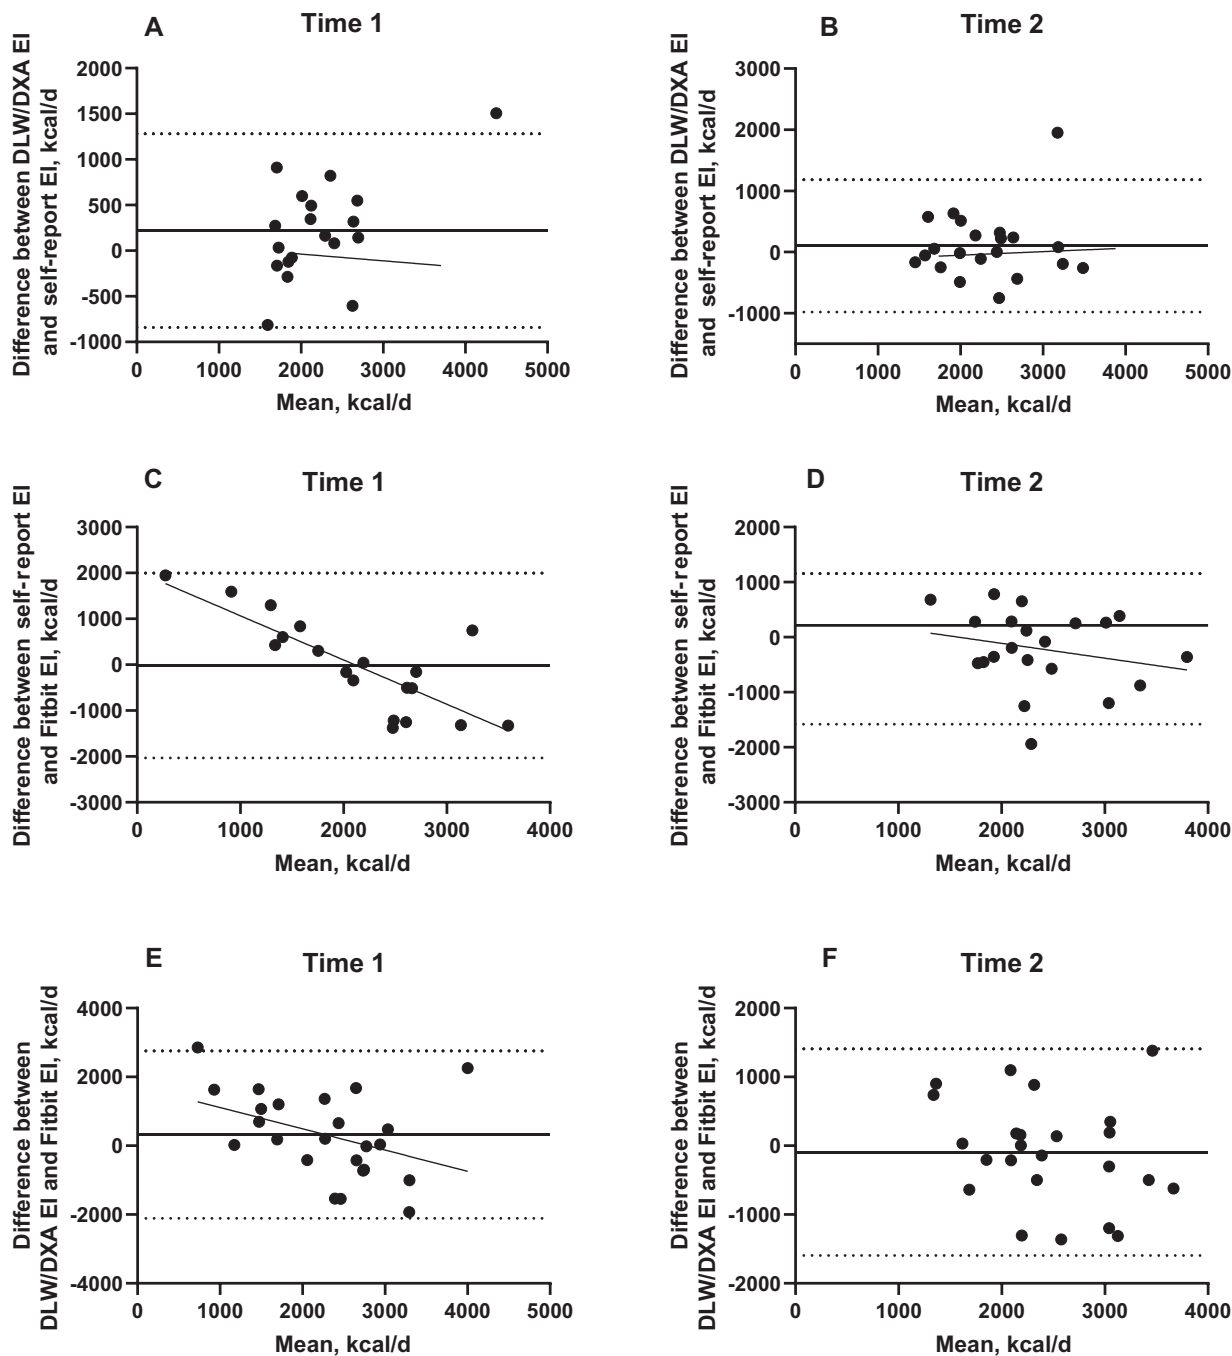 A
Time 1
Difference between DLW/DXA EI
and self-report EI, kcal/d
2000
1500
1000
500
0
-500
-1000
0 1000 2000 3000 4000 5000
Mean, kcal/d
B
Time 2
Difference between DLW/DXA EI
and self-report EI, kcal/d
3000
2000
1000
0
-1000
0 1000 2000 3000 4000 5000
Mean, kcal/d
C
Time 1
Difference between self-report EI
and Fitbit EI, kcal/d
3000
2000
1000
0
-1000
-2000
-3000
0 1000 2000 3000 4000
Mean, kcal/d
D
Time 2
Difference between self-report EI
and Fitbit EI, kcal/d
2000
1000
0
-1000
-2000
-3000
0 1000 2000 3000 4000
Mean, kcal/d
E
Time 1
Difference between
DLW/DXA EI and Fitbit EI, kcal/d
4000
2000
0
-2000
-4000
0 1000 2000 3000 4000 5000
Mean, kcal/d
F
Time 2
Difference between
DLW/DXA EI and Fitbit EI, kcal/d
2000
1000
0
-1000
-2000
0 1000 2000 3000 4000
Mean, kcal/d